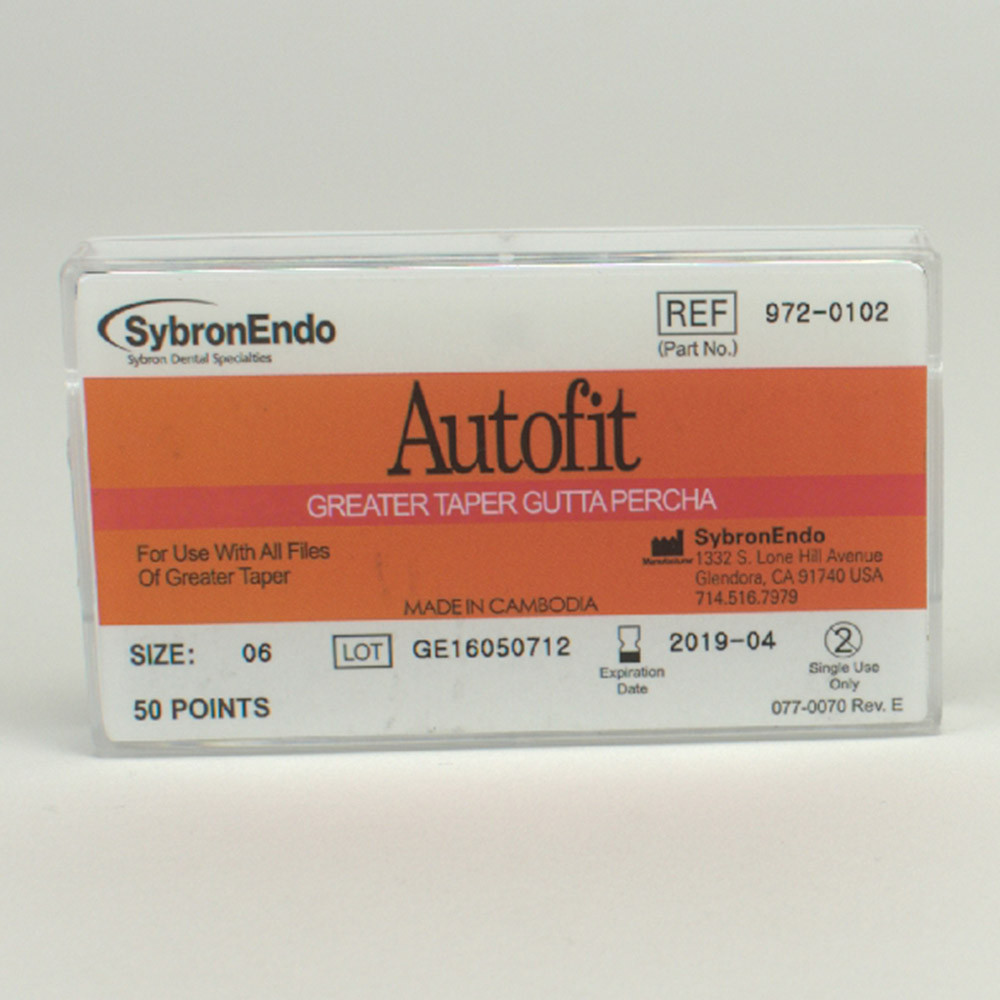 SybronEndo
Sybron Dental Specialties
REF 972-0102
(Part No.)
Autofit
GREATER TAPER GUTTA PERCHA
For Use With All Files
Of Greater Taper
Manufacturer
SybronEndo
1332 S. Lone Hill Avenue
Glendora, CA 91740 USA
714.516.7979
MADE IN CAMBODIA
SIZE: 06
LOT GE16050712
2019-04
Expiration
Date
2
Single Use
Only
50 POINTS
077-0070 Rev. E